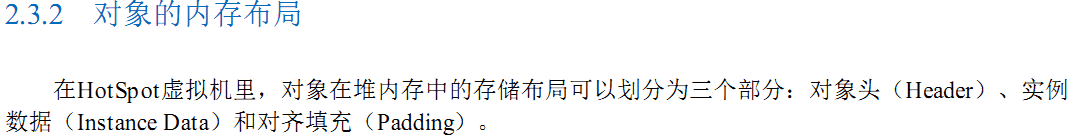 2.3.2 对象的内存布局
在HotSpot虚拟机里，对象在堆内存中的存储布局可以划分为三个部分：对象头（Header）、实例
数据（Instance Data）和对齐填充（Padding）。